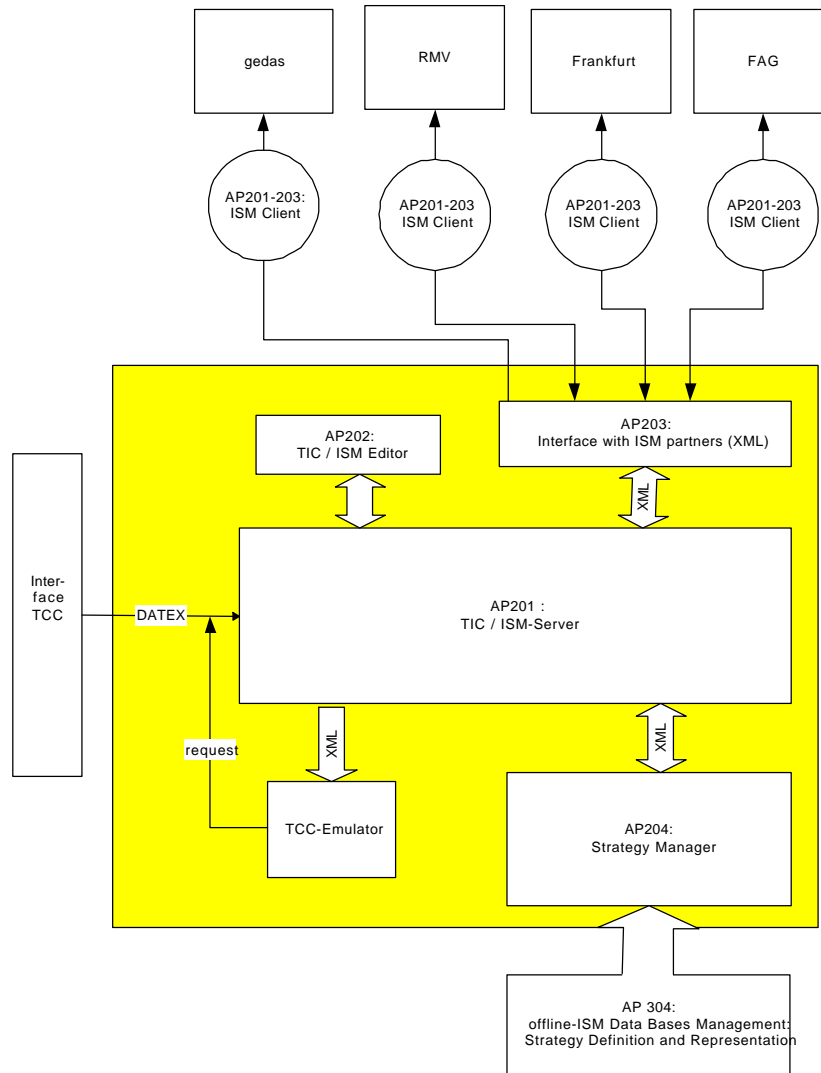 gedas
RMV
Frankfurt
FAG
AP201-203:
ISM Client
AP201-203
ISM Client
AP201-203
ISM Client
AP201-203
ISM Client
AP202:
TIC / ISM Editor
AP203:
Interface with ISM partners (XML)
XML
Inter-
face
TCC
DATEX
AP201 :
TIC / ISM-Server
request
XML
XML
TCC-Emulator
AP204:
Strategy Manager
AP 304:
offline-ISM Data Bases Management:
Strategy Definition and Representation